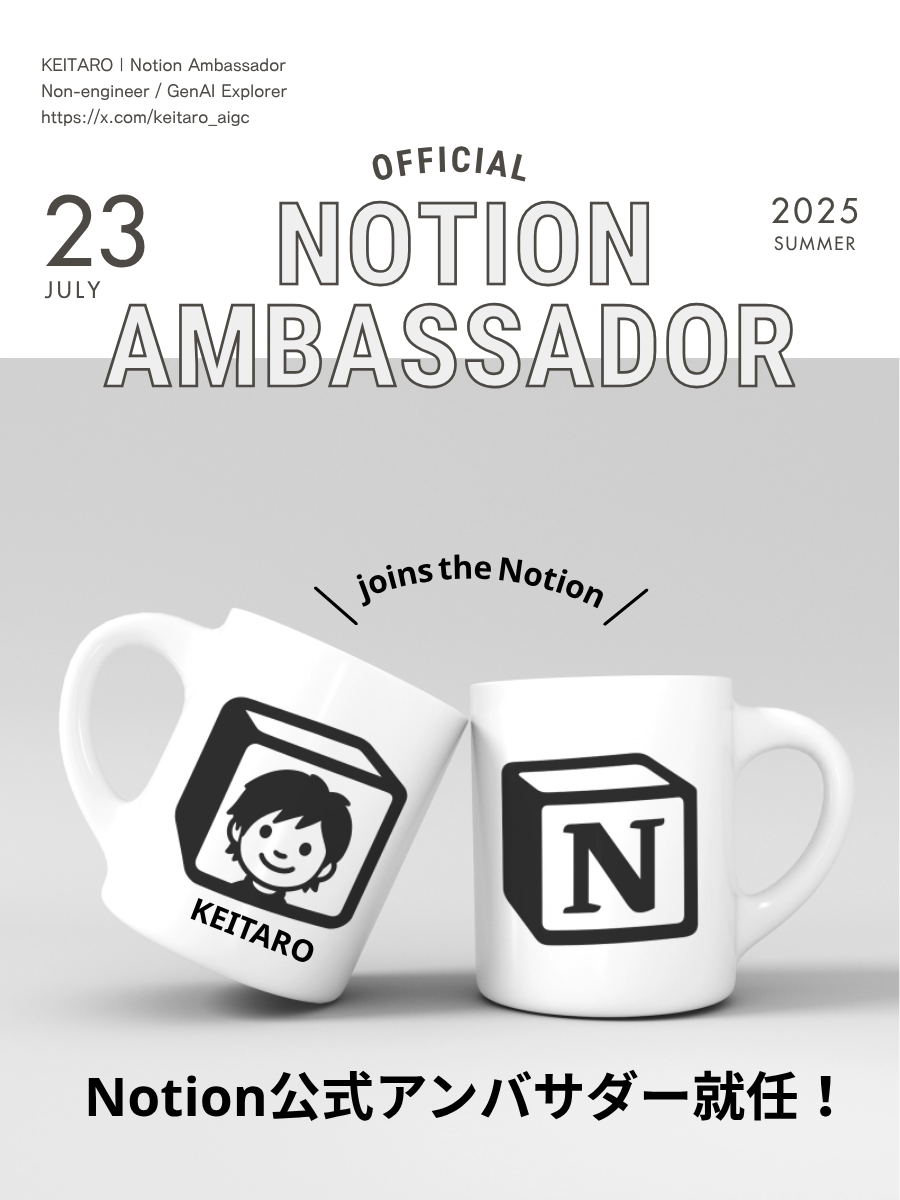 KEITARO | Notion Ambassador
Non-engineer / GenAI Explorer
https://x.com/keitaro_aigc
OFFICIAL
23
JULY
NOTION
AMBASSADOR
2025
SUMMER
\ joins the Notion /
KEITARO
N
Notion公式アンバサダー就任！